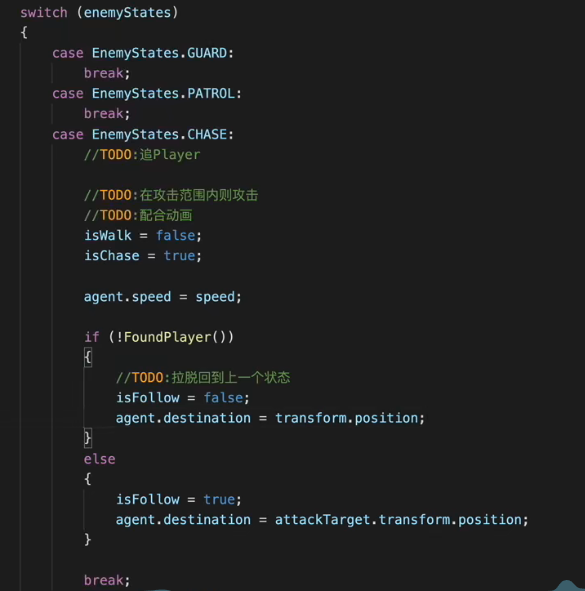 switch (enemyStates)
{
case EnemyStates.GUARD:
break;
case EnemyStates.PATROL:
break;
case EnemyStates.CHASE:
//TODO:追Player
//TODO:在攻击范围内则攻击
//TODO:配合动画
isWalk = false;
isChase = true;
agent.speed = speed;
if (!FoundPlayer())
{
//TODO:拉脱回到上一个状态
isFollow = false;
agent.destination = transform.position;
}
else
{
isFollow = true;
agent.destination = attackTarget.transform.position;
}
break;